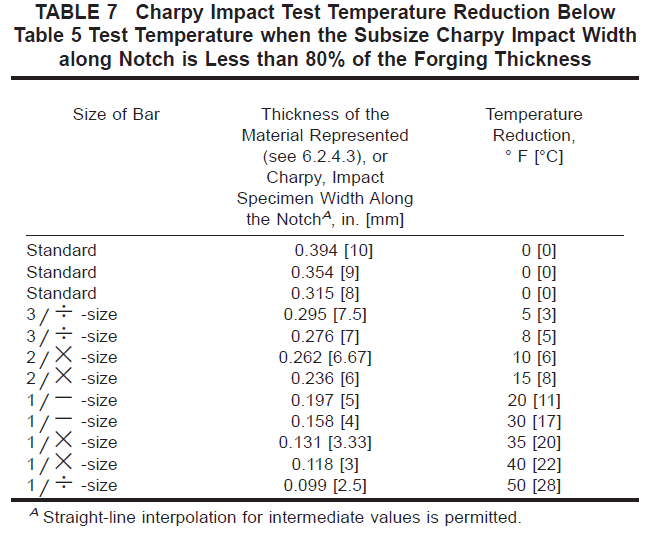 TABLE 7 Charpy Impact Test Temperature Reduction Below
Table 5 Test Temperature when the Subsize Charpy Impact Width
along Notch is Less than 80% of the Forging Thickness
Size of Bar Thickness of the Material Represented (see 6.2.4.3), or Charpy, Impact Specimen Width Along the Notchᴬ, in. [mm] Temperature Reduction, ° F [°C]
Standard 0.394 [10] 0 [0]
Standard 0.354 [9] 0 [0]
Standard 0.315 [8] 0 [0]
3 / ÷ -size 0.295 [7.5] 5 [3]
3 / ÷ -size 0.276 [7] 8 [5]
2 / × -size 0.262 [6.67] 10 [6]
2 / × -size 0.236 [6] 15 [8]
1 / − -size 0.197 [5] 20 [11]
1 / − -size 0.158 [4] 30 [17]
1 / × -size 0.131 [3.33] 35 [20]
1 / × -size 0.118 [3] 40 [22]
1 / ÷ -size 0.099 [2.5] 50 [28]
ᴬ Straight-line interpolation for intermediate values is permitted.